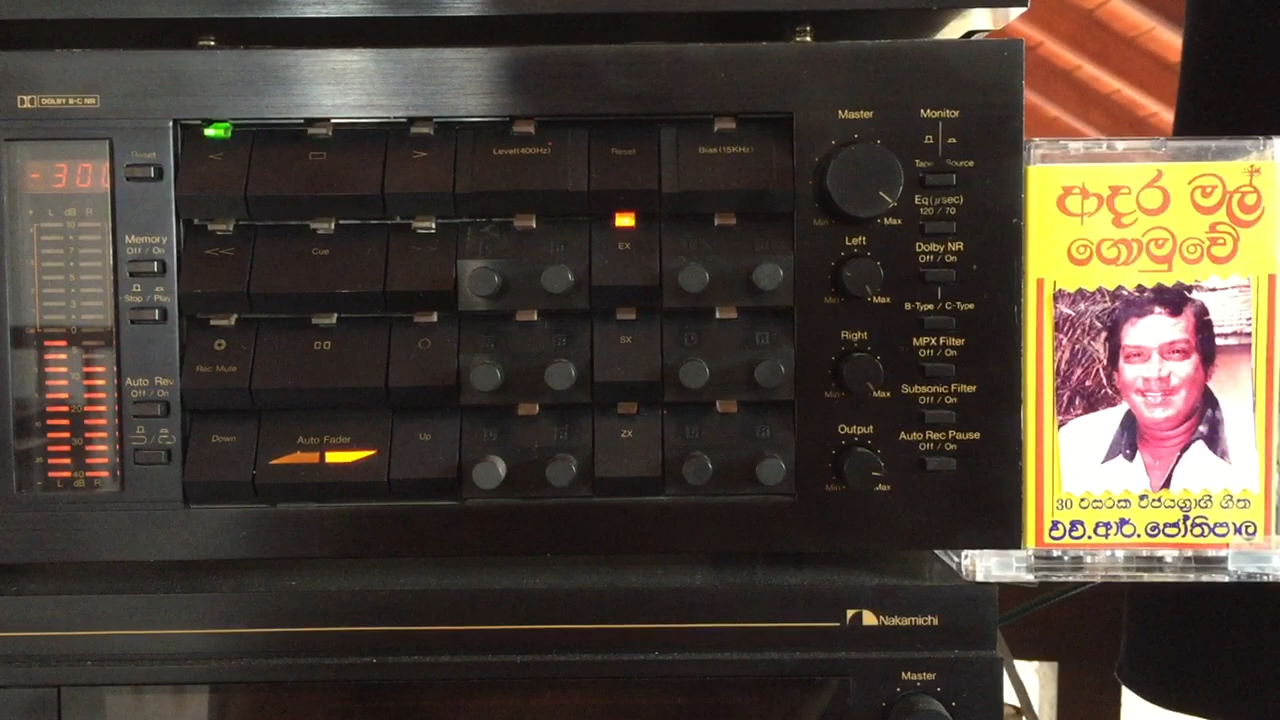 DOLBY B-C NR
-30
Reset
L dB R
10
7
5
3
0
10
20
30
40
L dB R
Memory
Off / On
Stop / Play
Auto Rev
Off / On
<
>
Level(400Hz)
Reset
Bias(15KHz)
<<
Cue
EX
Rec Mute
SX
Down
Auto Fader
Up
ZX
Master
Min
Max
Left
Min
Max
Right
Min
Max
Output
Min
Max
Monitor
Tape Source
Eq(μsec)
120 / 70
Dolby NR
Off / On
B-Type / C-Type
MPX Filter
Off / On
Subsonic Filter
Off / On
Auto Rec Pause
Off / On
ආදර මල්
ගොමුවේ
30 වසරක විජයග්‍රාහී ගීත
එච්.ආර්.ජෝතිපාල
Nakamichi
Master